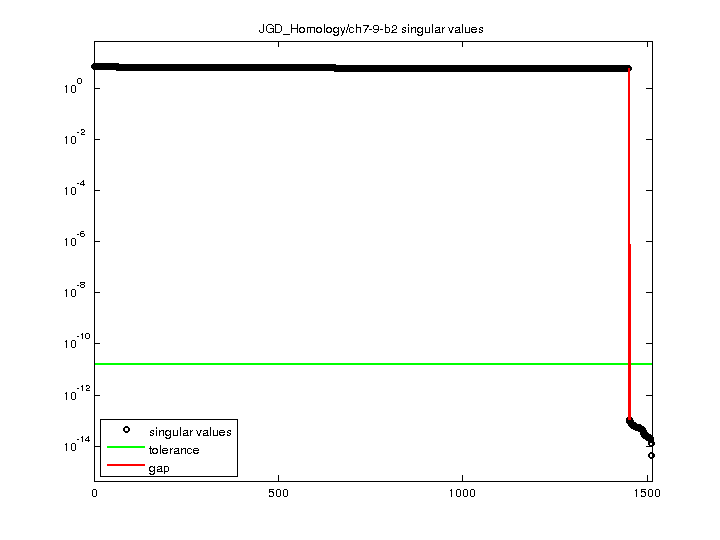 JGD_Homology/ch7-9-b2 singular values
10^0
10^-2
10^-4
10^-6
10^-8
10^-10
10^-12
10^-14
singular values
tolerance
gap
0 500 1000 1500